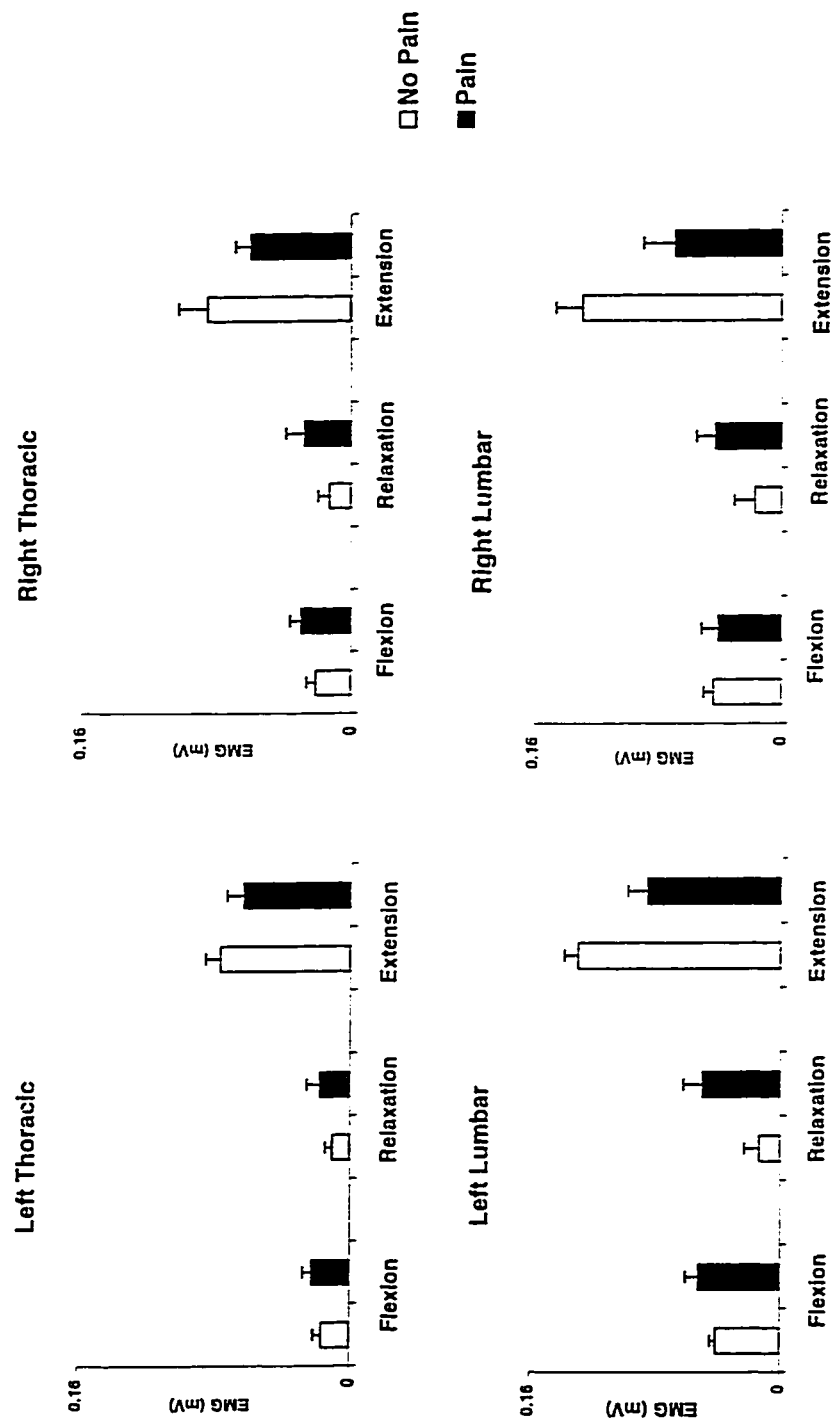 Left Thoracic
0.16
EMG (mV)
0
Flexion
Relaxation
Extension
Right Thoracic
0.16
EMG (mV)
0
Flexion
Relaxation
Extension
No Pain
Pain
Left Lumbar
0.16
EMG (mV)
0
Flexion
Relaxation
Extension
Right Lumbar
0.16
EMG (mV)
0
Flexion
Relaxation
Extension